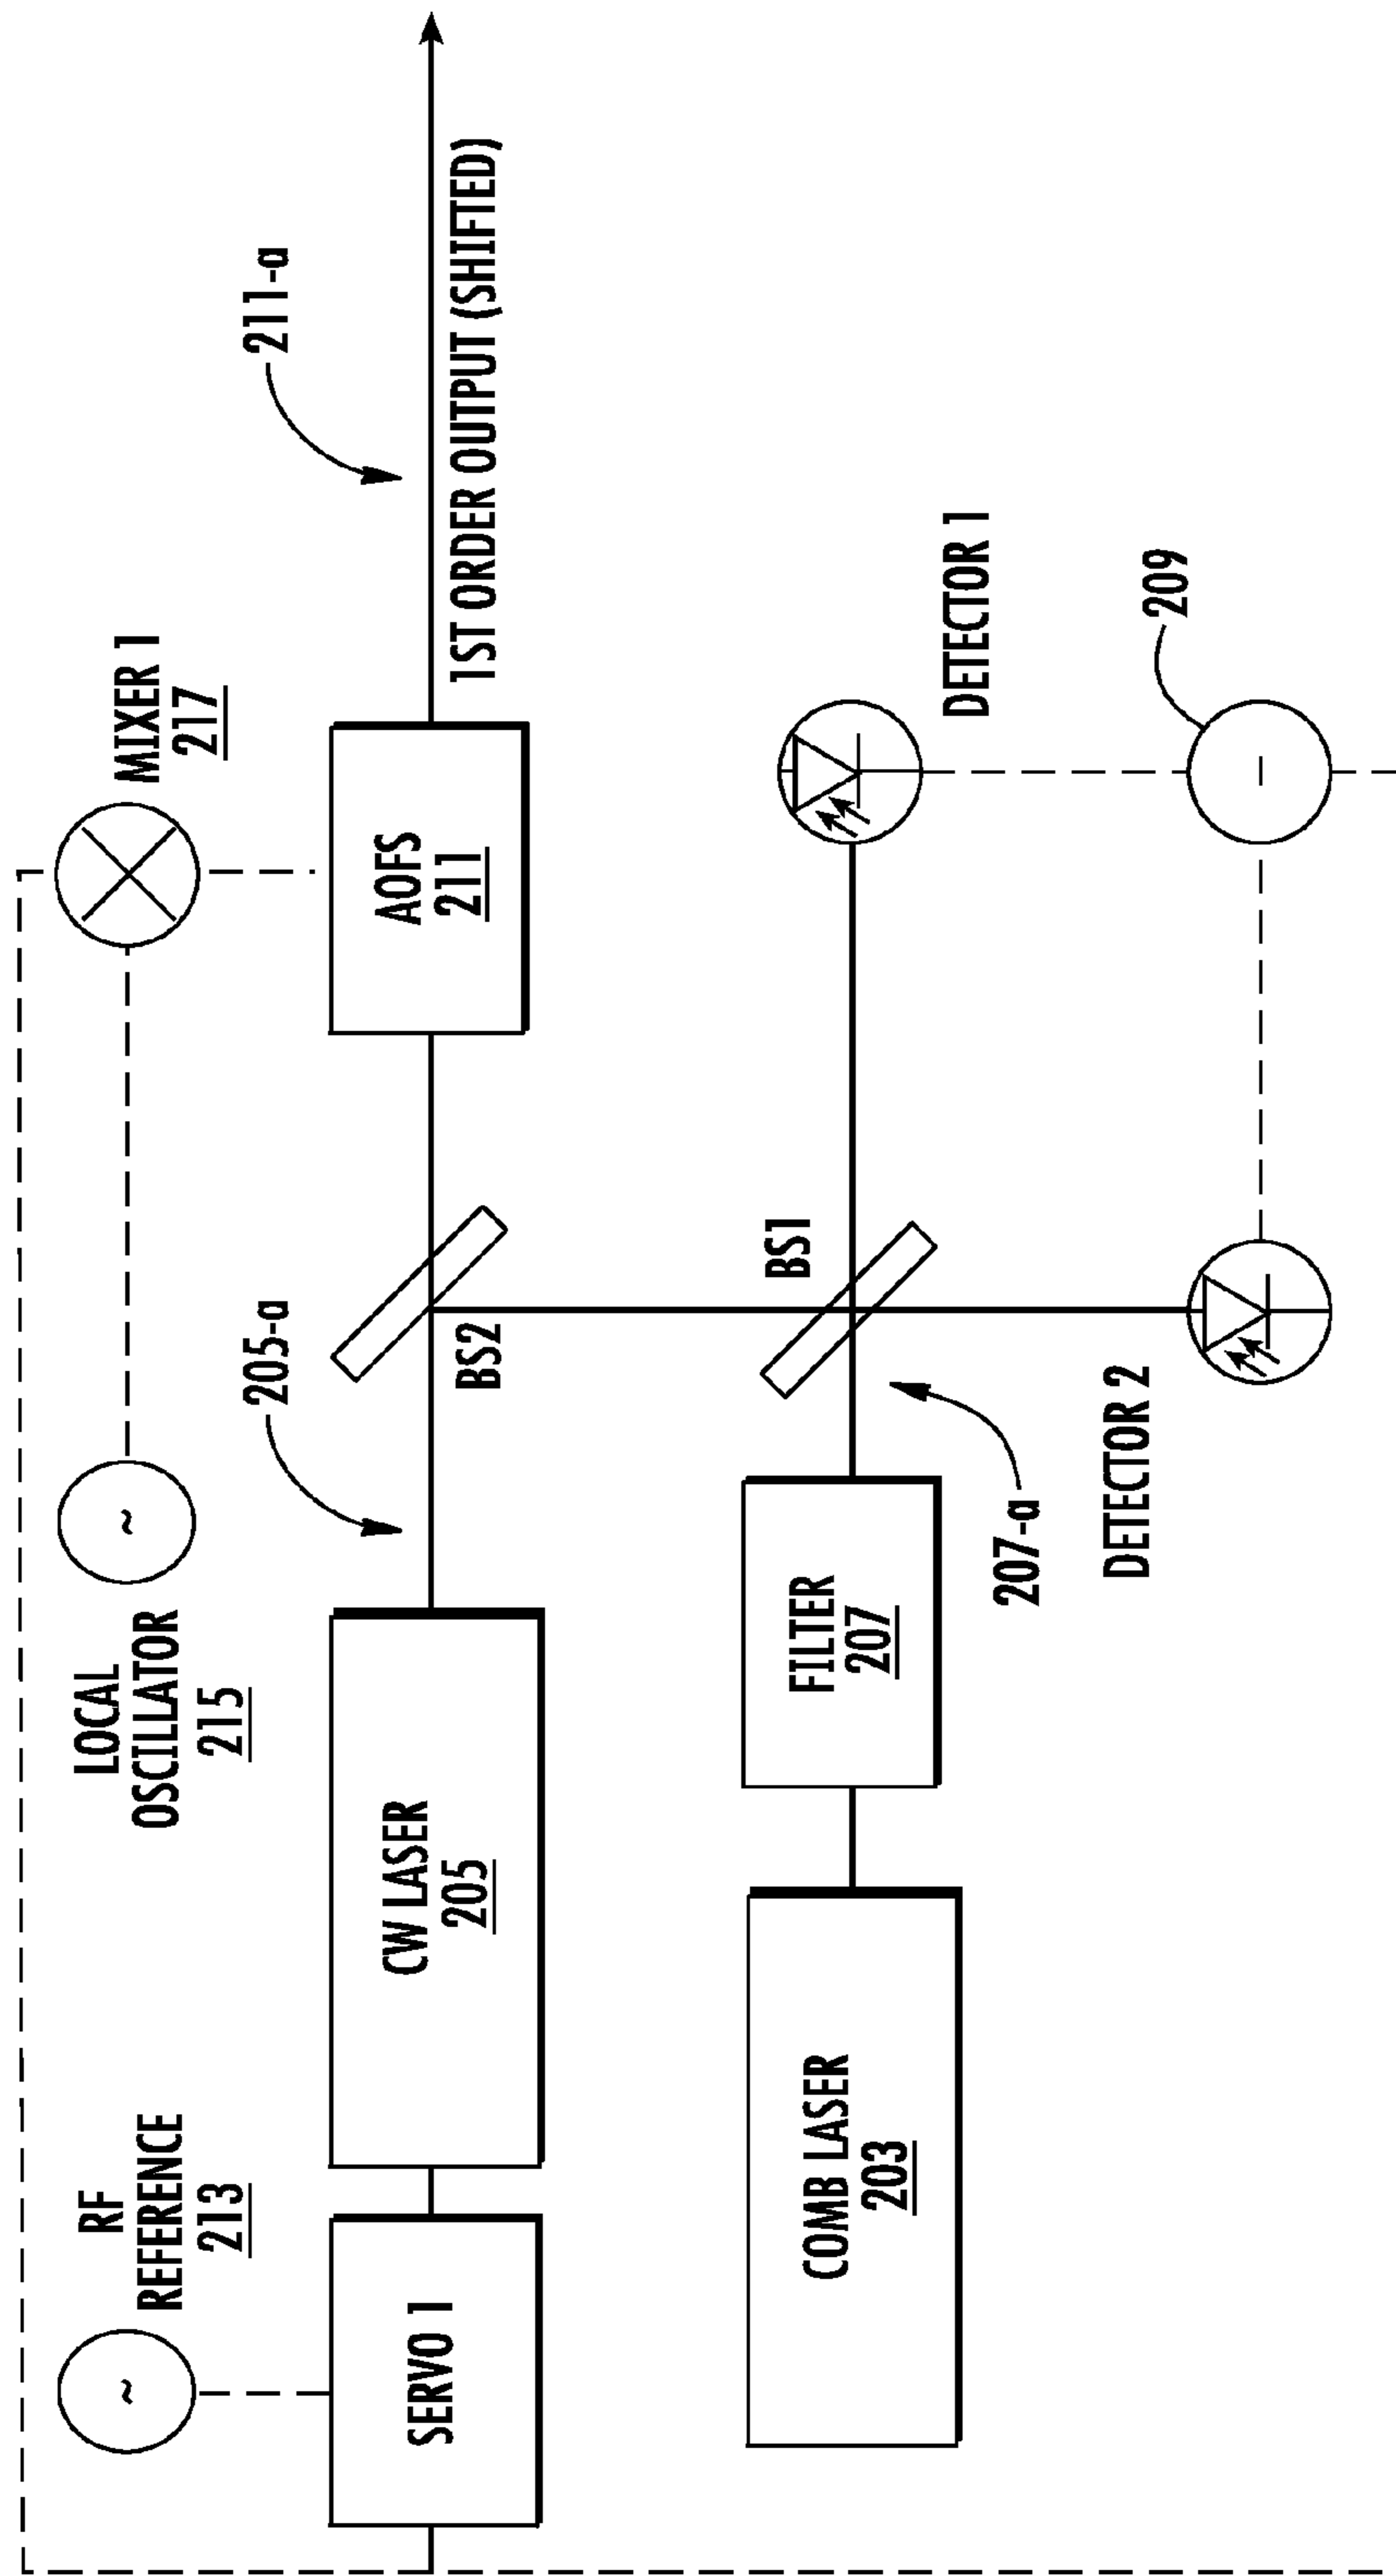 RF
REFERENCE
213
LOCAL
OSCILLATOR
215
MIXER 1
217
~
~
205-a
211-a
SERVO 1
CW LASER
205
BS2
AOFS
211
1ST ORDER OUTPUT (SHIFTED)
COMB LASER
203
FILTER
207
BS1
207-a
DETECTOR 1
DETECTOR 2
209